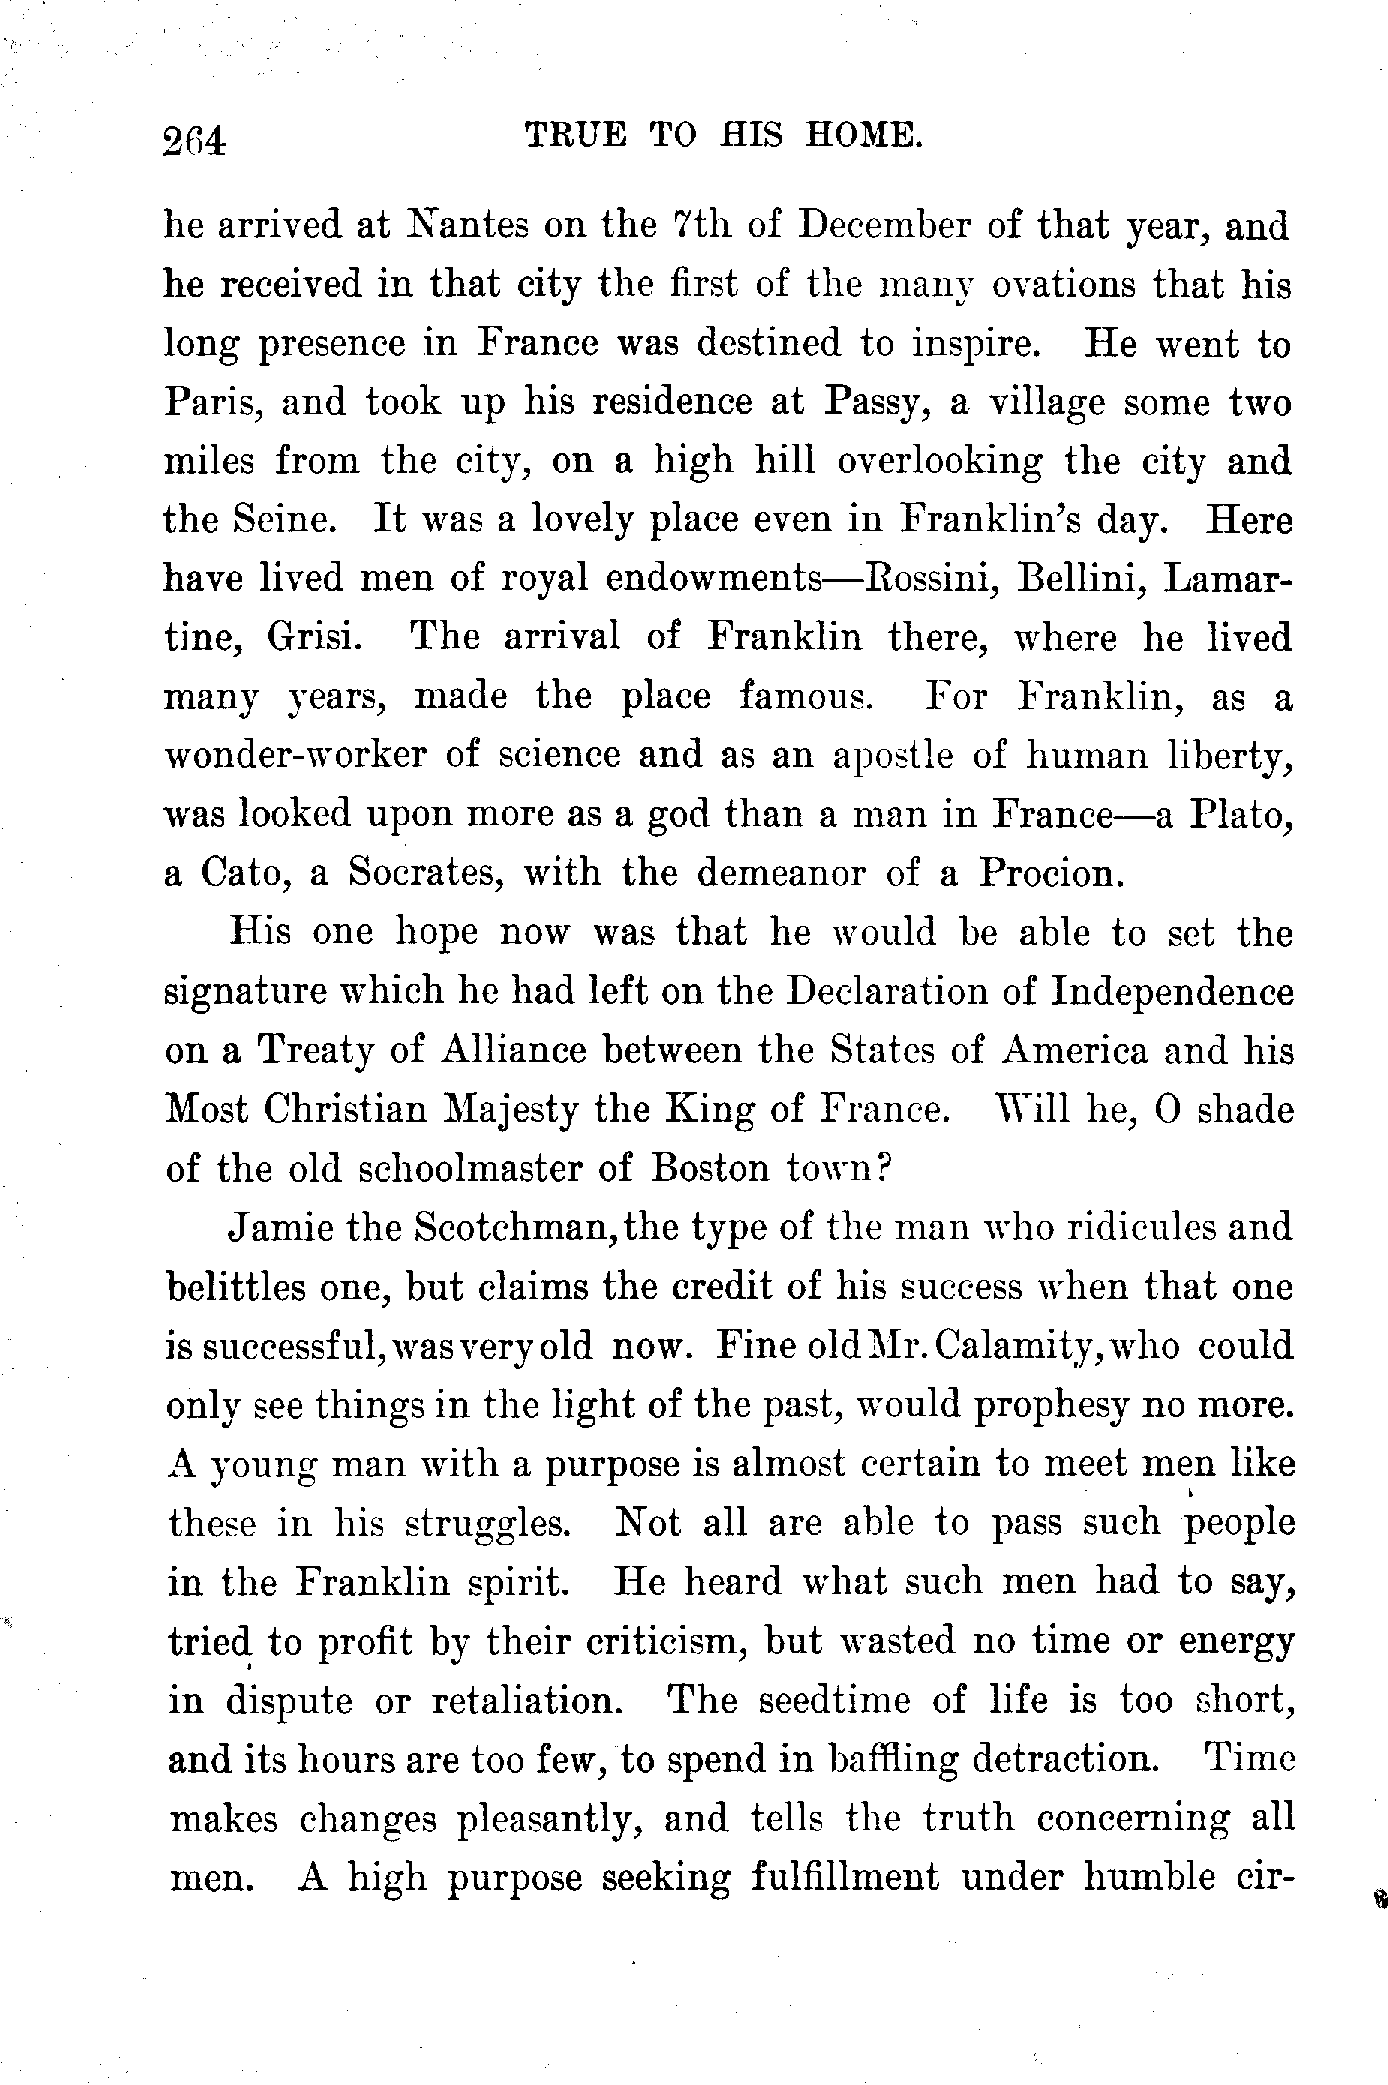 264 TRUE TO HIS HOME.
he arrived at Nantes on the 7th of December of that year, and
he received in that city the first of the many ovations that his
long presence in France was destined to inspire. He went to
Paris, and took up his residence at Passy, a village some two
miles from the city, on a high hill overlooking the city and
the Seine. It was a lovely place even in Franklin's day. Here
have lived men of royal endowments—Rossini, Bellini, Lamar-
tine, Grisi. The arrival of Franklin there, where he lived
many years, made the place famous. For Franklin, as a
wonder-worker of science and as an apostle of human liberty,
was looked upon more as a god than a man in France—a Plato,
a Cato, a Socrates, with the demeanor of a Procion.
His one hope now was that he would be able to set the
signature which he had left on the Declaration of Independence
on a Treaty of Alliance between the States of America and his
Most Christian Majesty the King of France. Will he, O shade
of the old schoolmaster of Boston town?
Jamie the Scotchman, the type of the man who ridicules and
belittles one, but claims the credit of his success when that one
is successful, was very old now. Fine old Mr. Calamity, who could
only see things in the light of the past, would prophesy no more.
A young man with a purpose is almost certain to meet men like
these in his struggles. Not all are able to pass such people
in the Franklin spirit. He heard what such men had to say,
tried to profit by their criticism, but wasted no time or energy
in dispute or retaliation. The seedtime of life is too short,
and its hours are too few, to spend in baffling detraction. Time
makes changes pleasantly, and tells the truth concerning all
men. A high purpose seeking fulfillment under humble cir-